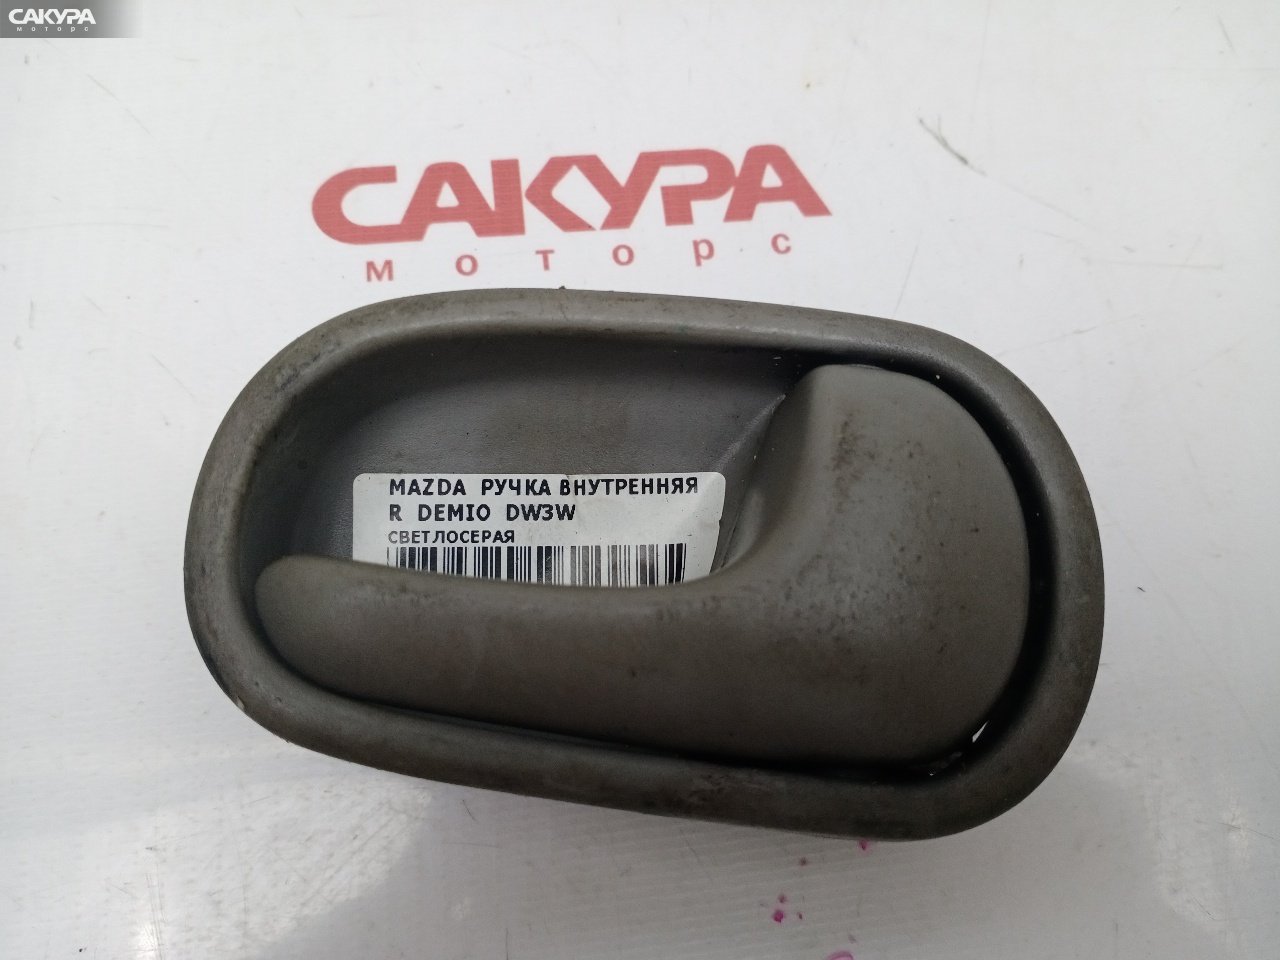 САКУРА
моторс
САКУРА
моторс
MAZDA РУЧКА ВНУТРЕННЯЯ
R DEMIO DW3W
СВЕТЛОСЕРАЯ